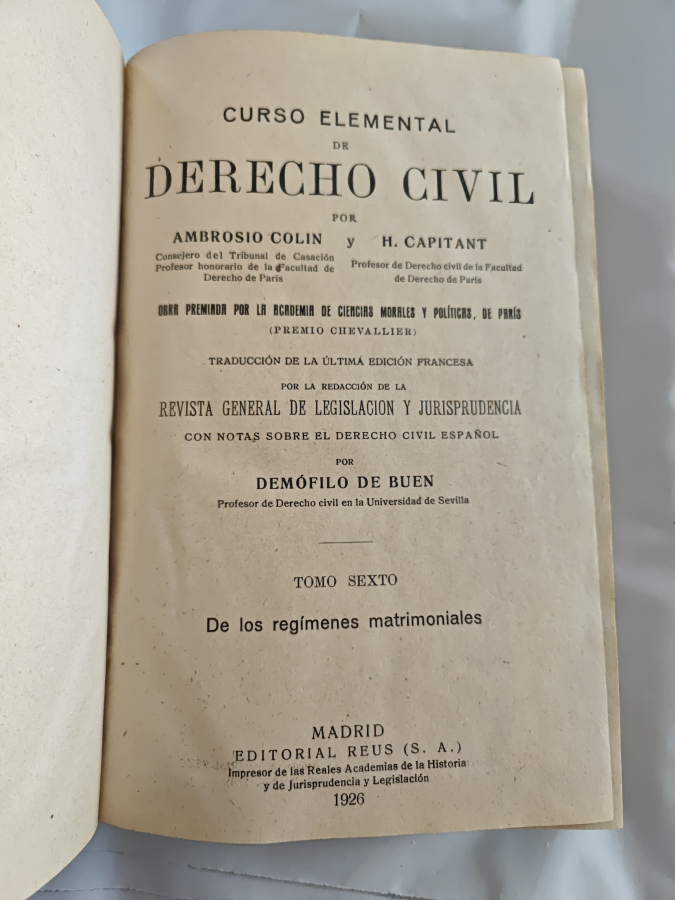 CURSO ELEMENTAL
DE
DERECHO CIVIL
POR
AMBROSIO COLIN y H. CAPITANT
Consejero del Tribunal de Casación
Profesor honorario de la Facultad de
Derecho de París
Profesor de Derecho civil de la Facultad
de Derecho de París
OBRA PREMIADA POR LA ACADEMIA DE CIENCIAS MORALES Y POLÍTICAS, DE PARÍS
(PREMIO CHEVALLIER)
TRADUCCIÓN DE LA ÚLTIMA EDICIÓN FRANCESA
POR LA REDACCIÓN DE LA
REVISTA GENERAL DE LEGISLACION Y JURISPRUDENCIA
CON NOTAS SOBRE EL DERECHO CIVIL ESPAÑOL
POR
DEMÓFILO DE BUEN
Profesor de Derecho civil en la Universidad de Sevilla
TOMO SEXTO
De los regímenes matrimoniales
MADRID
EDITORIAL REUS (S. A.)
Impresor de las Reales Academias de la Historia
y de Jurisprudencia y Legislación
1926